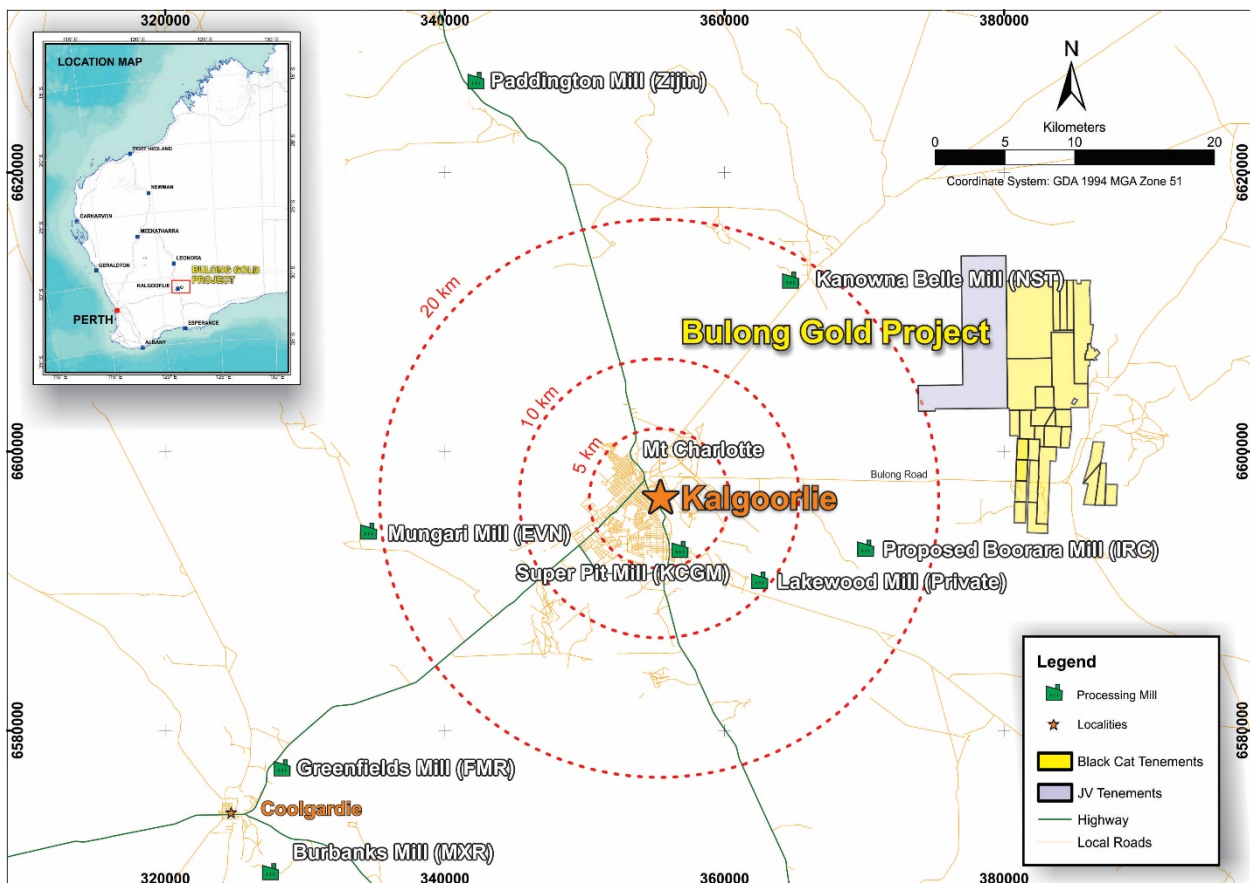 320000
340000
360000
380000
LOCATION MAP
PORT HEDLAND
NEWMAN
CARNARVON
MEEKATHARRA
LEONORA
GERALDTON
BULONG GOLD
PROJECT
KALGOORLIE
PERTH
ESPERANCE
ALBANY
Paddington Mill (Zijin)
N
Kilometers
0
5
10
20
Coordinate System: GDA 1994 MGA Zone 51
6620000
6620000
20 km
Kanowna Belle Mill (NST)
Bulong Gold Project
10 km
5 km
Mt Charlotte
6600000
6600000
Bulong Road
Kalgoorlie
Mungari Mill (EVN)
Super Pit Mill (KCGM)
Proposed Boorara Mill (IRC)
Lakewood Mill (Private)
6580000
6580000
Greenfields Mill (FMR)
Coolgardie
Burbanks Mill (MXR)
Legend
Processing Mill
Localities
Black Cat Tenements
JV Tenements
Highway
Local Roads
320000
340000
360000
380000